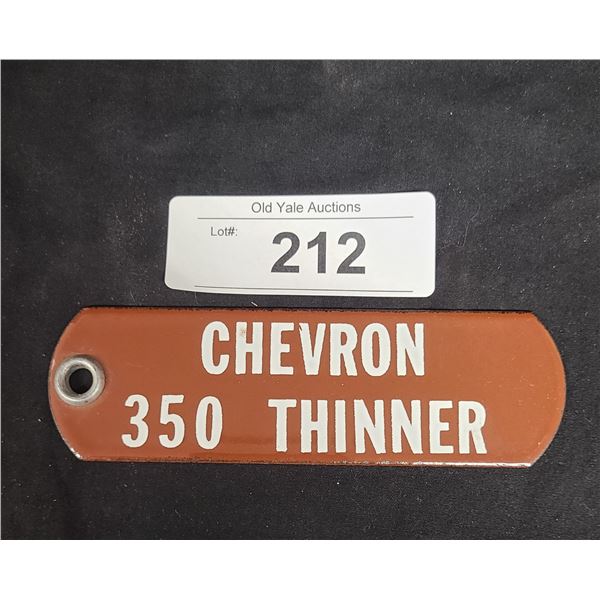 Old Yale Auctions
Lot#: 212
CHEVRON
350 THINNER